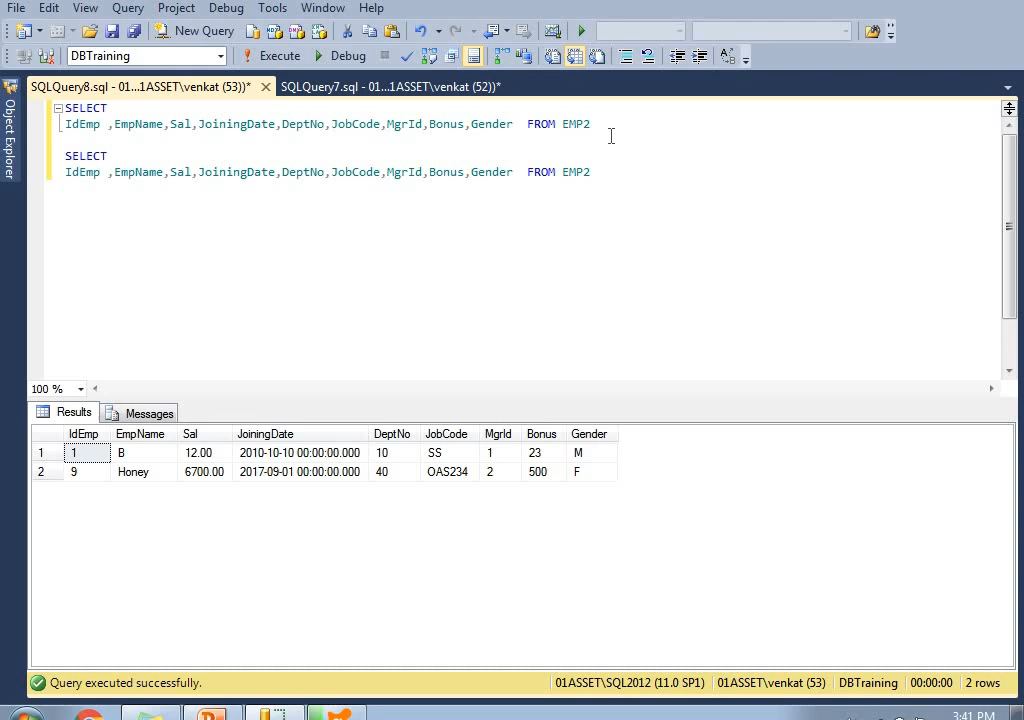 File Edit View Query Project Debug Tools Window Help
New Query
DBTraining Execute Debug
SQLQuery8.sql - 01...1ASSET\venkat (53))* SQLQuery7.sql - 01...1ASSET\venkat (52))*
Object Explorer
SELECT
IdEmp ,EmpName,Sal,JoiningDate,DeptNo,JobCode,MgrId,Bonus,Gender FROM EMP2
SELECT
IdEmp ,EmpName,Sal,JoiningDate,DeptNo,JobCode,MgrId,Bonus,Gender FROM EMP2
100 %
Results Messages
IdEmp EmpName Sal JoiningDate DeptNo JobCode MgrId Bonus Gender
1 1 B 12.00 2010-10-10 00:00:00.000 10 SS 1 23 M
2 9 Honey 6700.00 2017-09-01 00:00:00.000 40 OAS234 2 500 F
Query executed successfully. 01ASSET\SQL2012 (11.0 SP1) 01ASSET\venkat (53) DBTraining 00:00:00 2 rows
3:41 PM